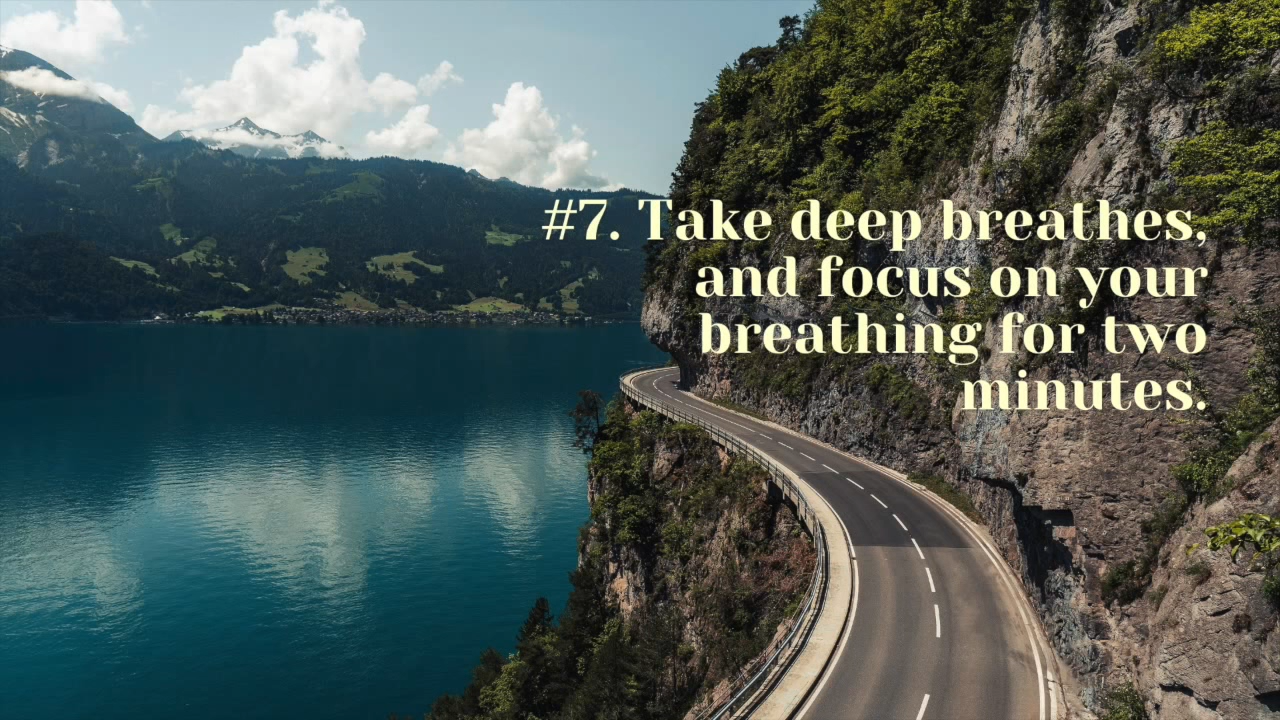 #7. Take deep breathes,
and focus on your
breathing for two
minutes.